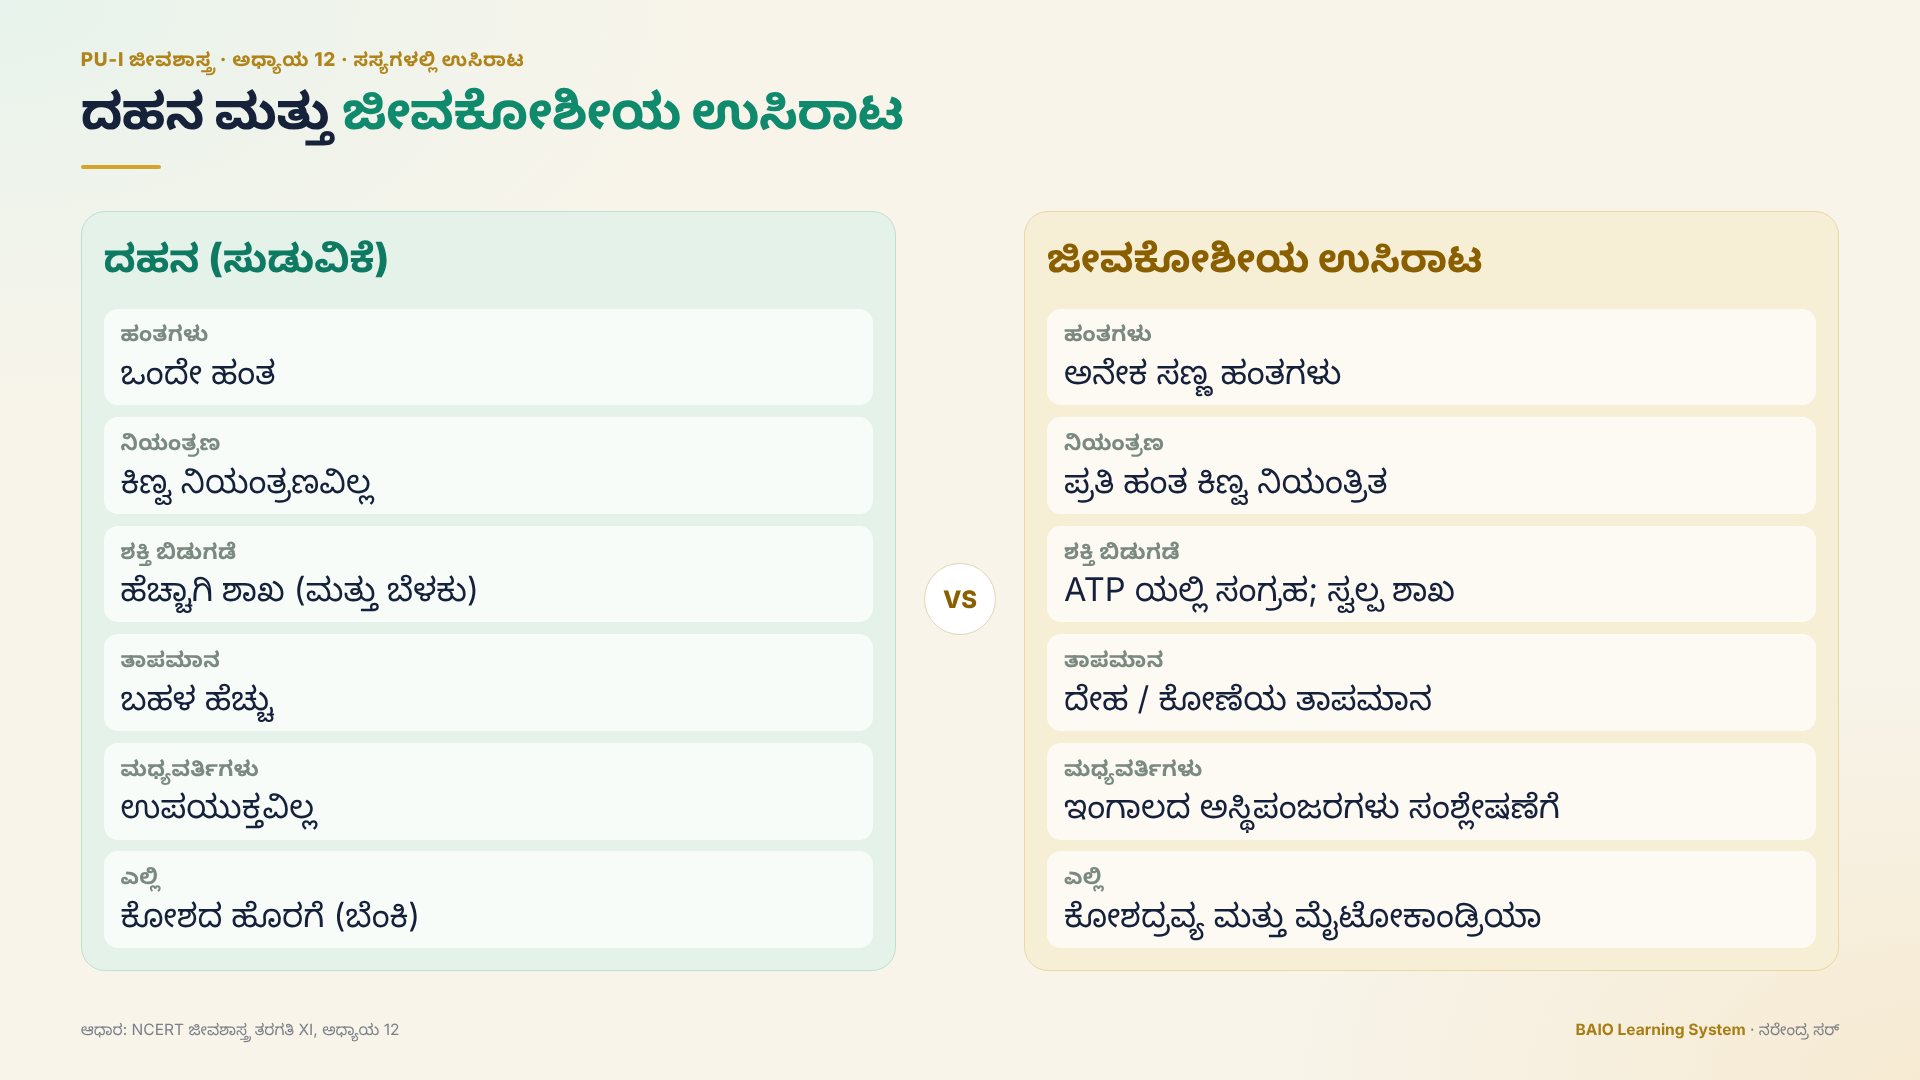 PU-I ಜೀವಶಾಸ್ತ್ರ · ಅಧ್ಯಾಯ 12 · ಸಸ್ಯಗಳಲ್ಲಿ ಉಸಿರಾಟ
ದಹನ ಮತ್ತು ಜೀವಕೋಶೀಯ ಉಸಿರಾಟ
ದಹನ (ಸುಡುವಿಕೆ)
ಹಂತಗಳು
ಒಂದೇ ಹಂತ
ನಿಯಂತ್ರಣ
ಕಿಣ್ವ ನಿಯಂತ್ರಣವಿಲ್ಲ
ಶಕ್ತಿ ಬಿಡುಗಡೆ
ಹೆಚ್ಚಾಗಿ ಶಾಖ (ಮತ್ತು ಬೆಳಕು)
ತಾಪಮಾನ
ಬಹಳ ಹೆಚ್ಚು
ಮಧ್ಯವರ್ತಿಗಳು
ಉಪಯುಕ್ತವಿಲ್ಲ
ಎಲ್ಲಿ
ಕೋಶದ ಹೊರಗೆ (ಬೆಂಕಿ)
VS
ಜೀವಕೋಶೀಯ ಉಸಿರಾಟ
ಹಂತಗಳು
ಅನೇಕ ಸಣ್ಣ ಹಂತಗಳು
ನಿಯಂತ್ರಣ
ಪ್ರತಿ ಹಂತ ಕಿಣ್ವ ನಿಯಂತ್ರಿತ
ಶಕ್ತಿ ಬಿಡುಗಡೆ
ATP ಯಲ್ಲಿ ಸಂಗ್ರಹ; ಸ್ವಲ್ಪ ಶಾಖ
ತಾಪಮಾನ
ದೇಹ / ಕೋಣೆಯ ತಾಪಮಾನ
ಮಧ್ಯವರ್ತಿಗಳು
ಇಂಗಾಲದ ಅಸ್ಥಿಪಂಜರಗಳು ಸಂಶ್ಲೇಷಣೆಗೆ
ಎಲ್ಲಿ
ಕೋಶದ್ರವ್ಯ ಮತ್ತು ಮೈಟೋಕಾಂಡ್ರಿಯಾ
ಆಧಾರ: NCERT ಜೀವಶಾಸ್ತ್ರ ತರಗತಿ XI, ಅಧ್ಯಾಯ 12
BAIO Learning System · ನರೇಂದ್ರ ಸರ್